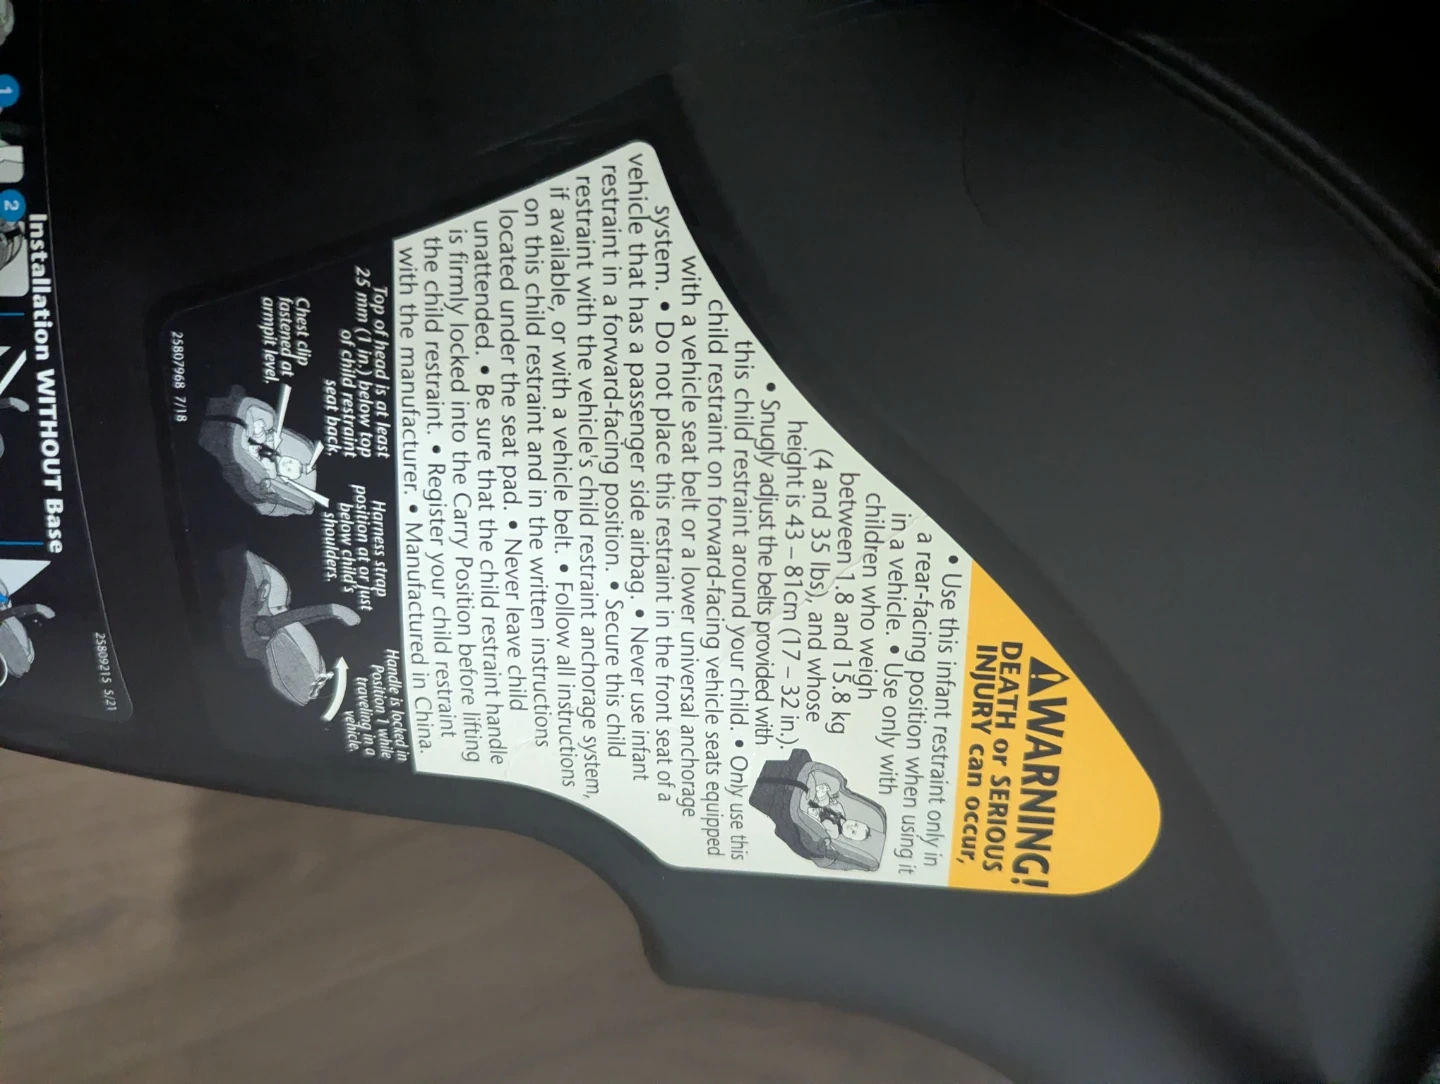 WARNING!
DEATH or SERIOUS
INJURY can occur,
• Use this infant restraint only in
a rear-facing position when using it
in a vehicle. • Use only with
children who weigh
between 1.8 and 15.8 kg
(4 and 35 lbs), and whose
height is 43 – 81cm (17 – 32 in).
• Snugly adjust the belts provided with
this child restraint around your child. • Only use this
child restraint on forward-facing vehicle seats equipped
with a vehicle seat belt or a lower universal anchorage
system. • Do not place this restraint in the front seat of a
vehicle that has a passenger side airbag. • Never use infant
restraint in a forward-facing position. • Secure this child
restraint with the vehicle's child restraint anchorage system,
if available, or with a vehicle belt. • Follow all instructions
on this child restraint and in the written instructions
located under the seat pad. • Never leave child
unattended. • Be sure that the child restraint handle
is firmly locked into the Carry Position before lifting
the child restraint. • Register your child restraint
with the manufacturer. • Manufactured in China.
Top of head is at least
25 mm (1 in.) below top
of child restraint
seat back.
Chest clip
fastened at
armpit level.
Harness strap
position at or just
below child's
shoulders.
Handle is locked in
Position 1 while
traveling in a
vehicle.
25807968 7/18
Installation WITHOUT Base
1
2
25809215 5/21